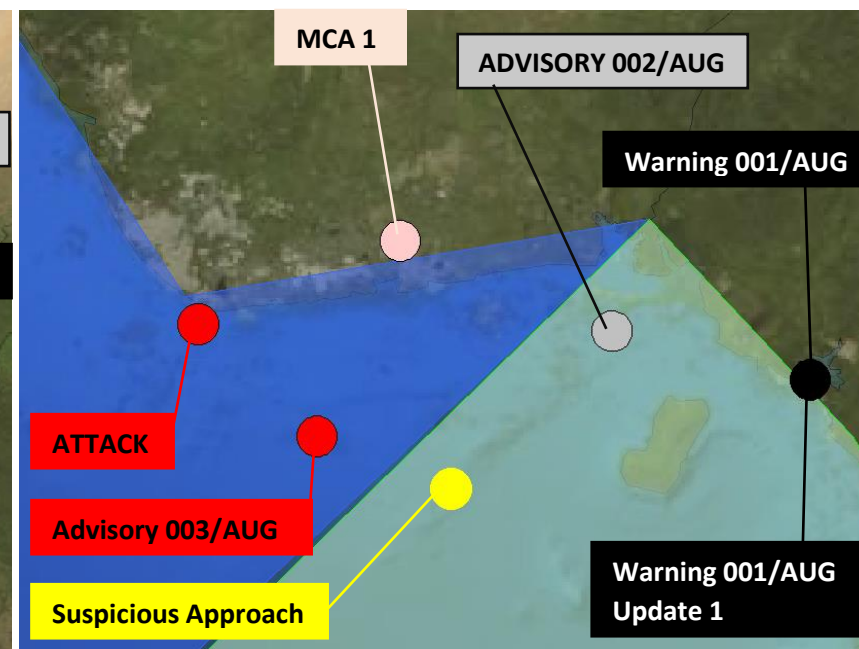 MCA 1
ADVISORY 002/AUG
Warning 001/AUG
ATTACK
Advisory 003/AUG
Suspicious Approach
Warning 001/AUG
Update 1